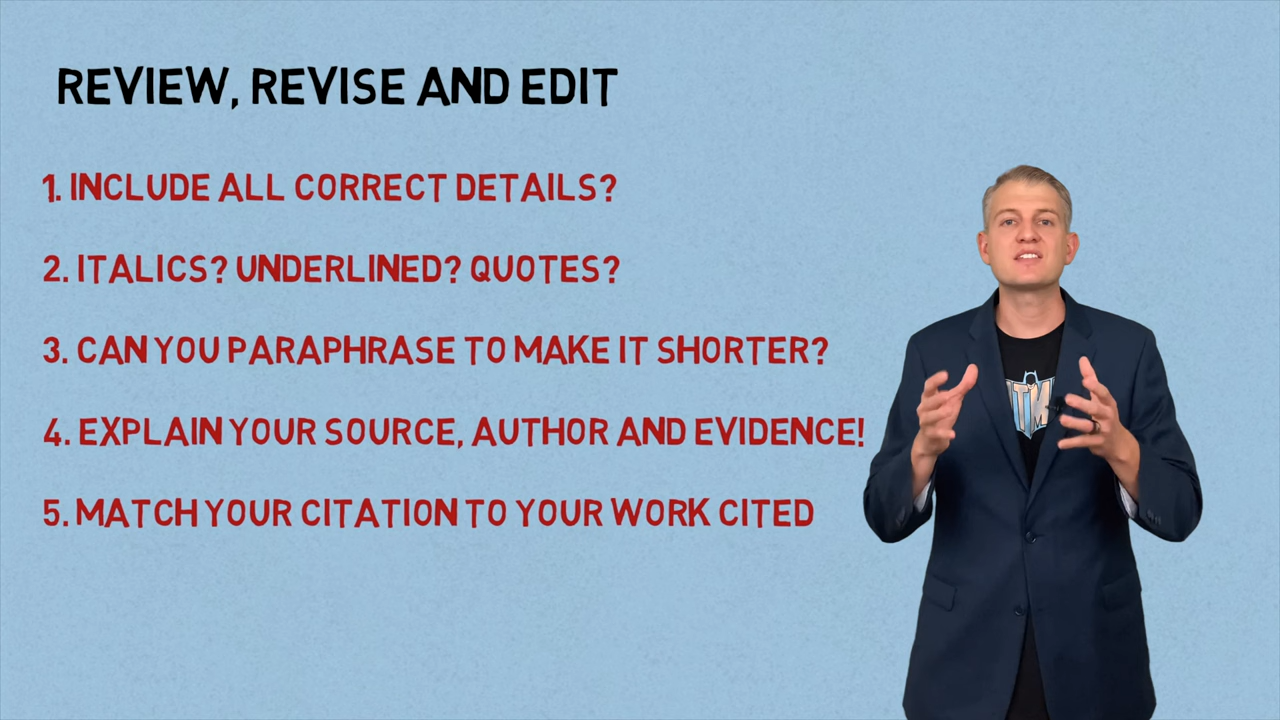 REVIEW, REVISE AND EDIT
1. INCLUDE ALL CORRECT DETAILS?
2. ITALICS? UNDERLINED? QUOTES?
3. CAN YOU PARAPHRASE TO MAKE IT SHORTER?
4. EXPLAIN YOUR SOURCE, AUTHOR AND EVIDENCE!
5. MATCH YOUR CITATION TO YOUR WORK CITED